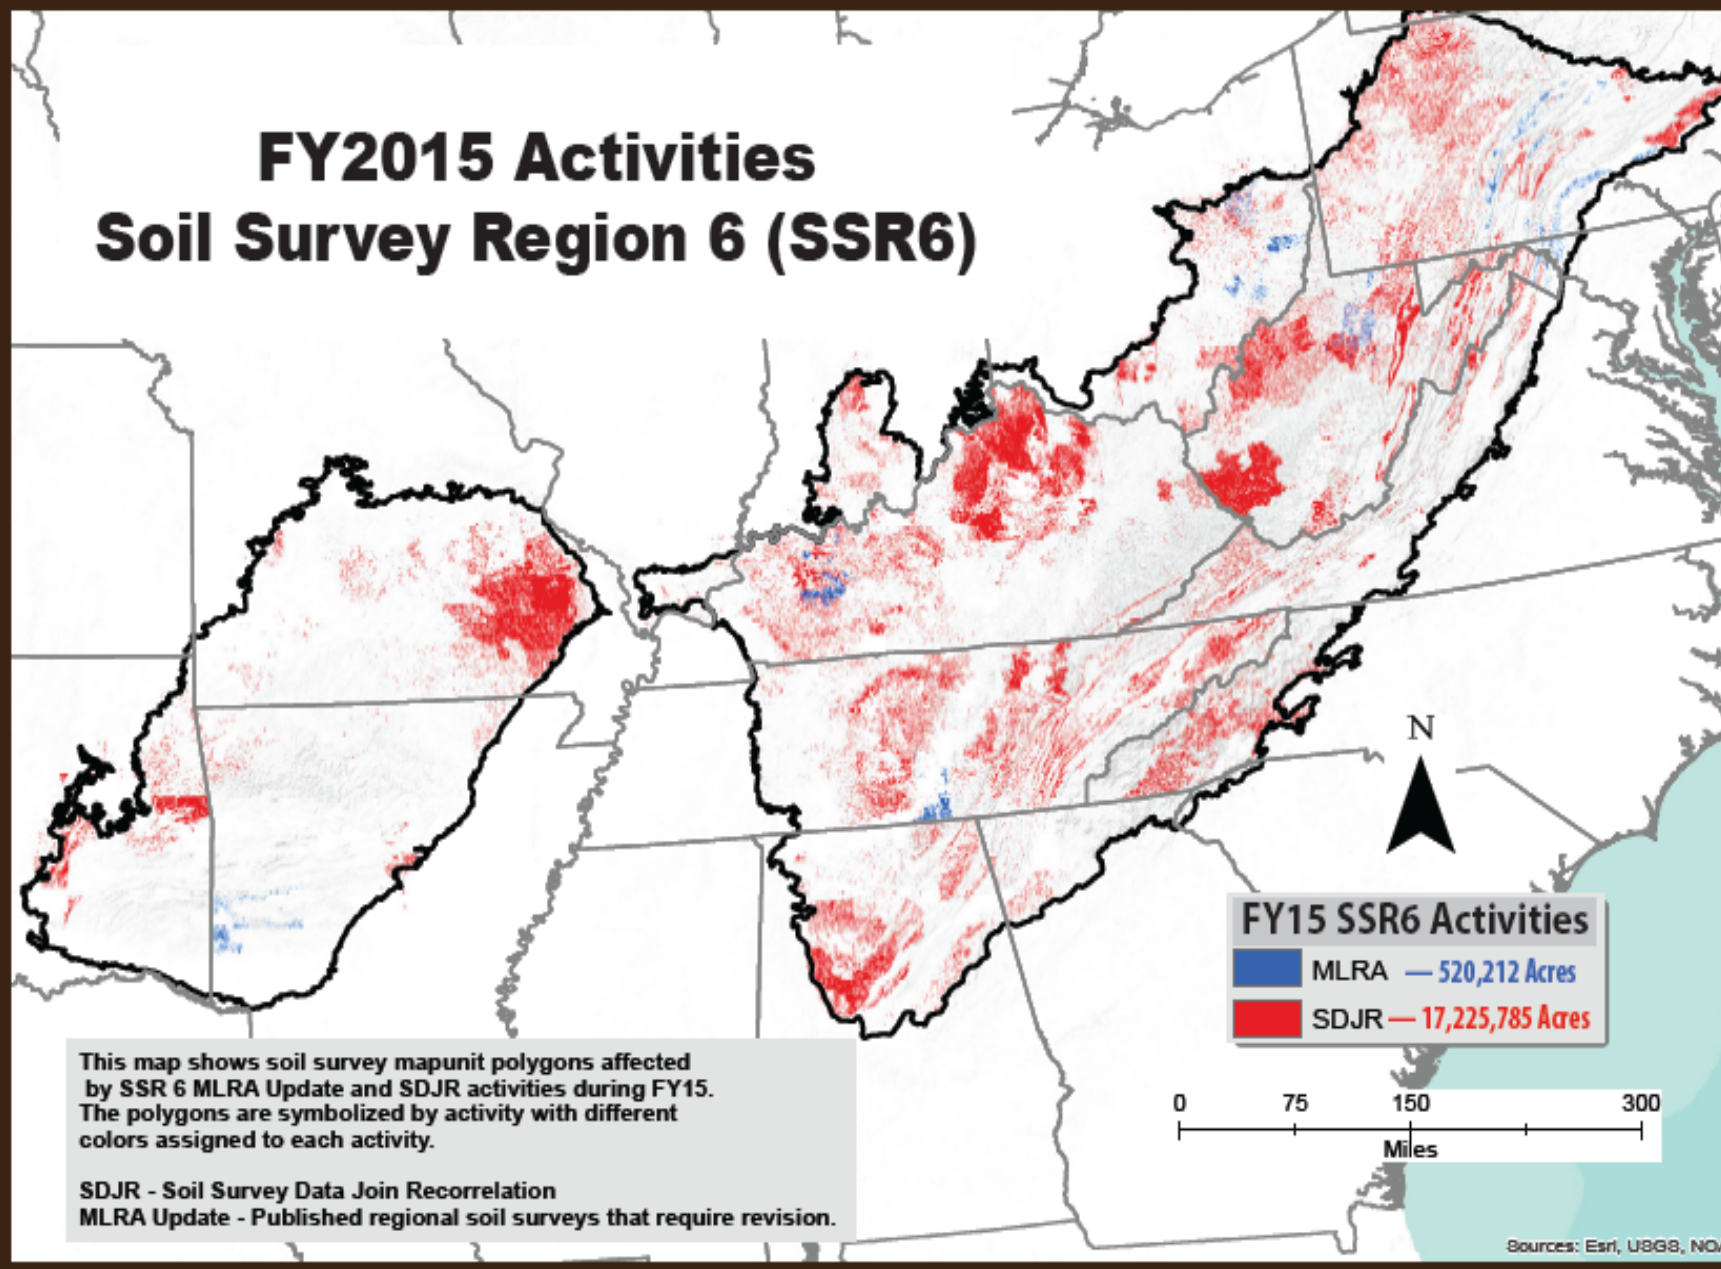 FY2015 Activities
Soil Survey Region 6 (SSR6)
N
FY15 SSR6 Activities
MLRA — 520,212 Acres
SDJR — 17,225,785 Acres
0 75 150 300
Miles
This map shows soil survey mapunit polygons affected
by SSR 6 MLRA Update and SDJR activities during FY15.
The polygons are symbolized by activity with different
colors assigned to each activity.
SDJR - Soil Survey Data Join Recorrelation
MLRA Update - Published regional soil surveys that require revision.
Sources: Esri, USGS,